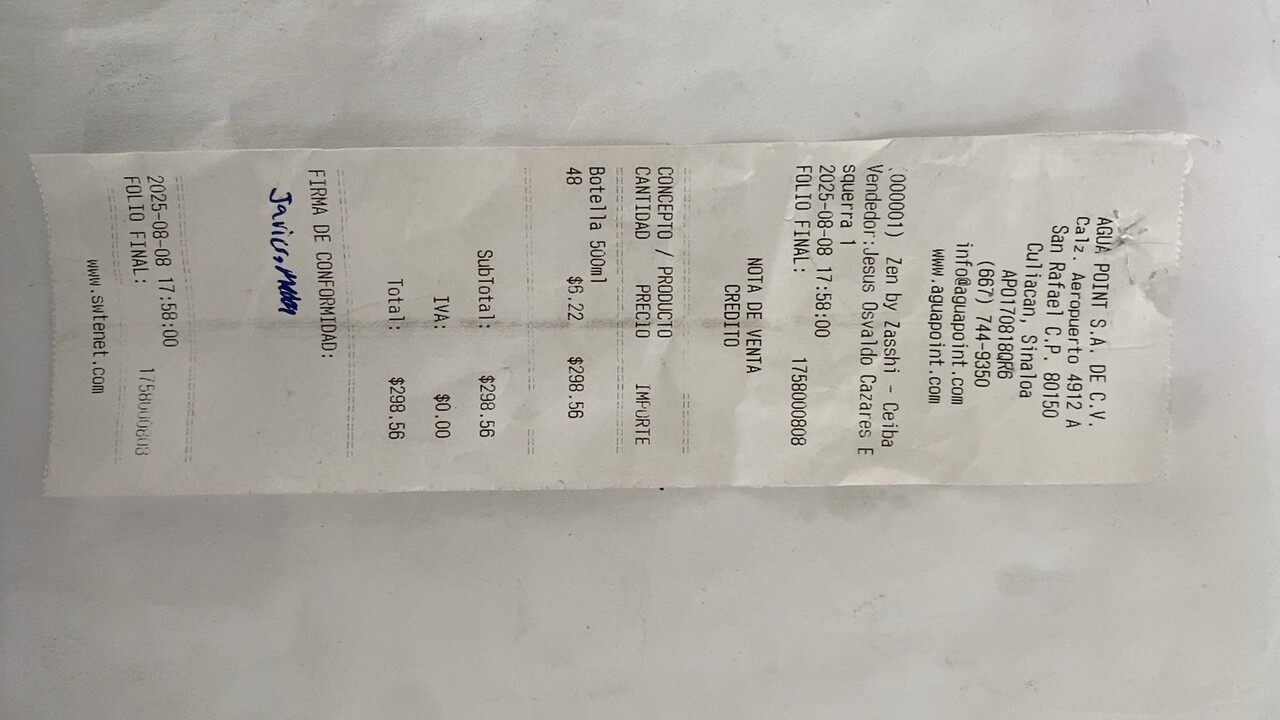 AGUA POINT S.A. DE C.V.
Calz. Aeropuerto 4912 A
San Rafael C.P. 80150
Culiacan, Sinaloa
APO170818QR6
(667) 744-9350
info@aguapoint.com
www.aguapoint.com
(000001) Zen by Zasshi - Ceiba
Vendedor:Jesus Osvaldo Cazares E
squerra 1
2025-08-08 17:58:00
FOLIO FINAL: 1758000808
NOTA DE VENTA
CREDITO
CONCEPTO / PRODUCTO
CANTIDAD PRECIO IMPORTE
Botella 500ml
48 $6.22 $298.56
SubTotal: $298.56
IVA: $0.00
Total: $298.56
FIRMA DE CONFORMIDAD:
2025-08-08 17:58:00
FOLIO FINAL: 1758000808
www.swtenet.com